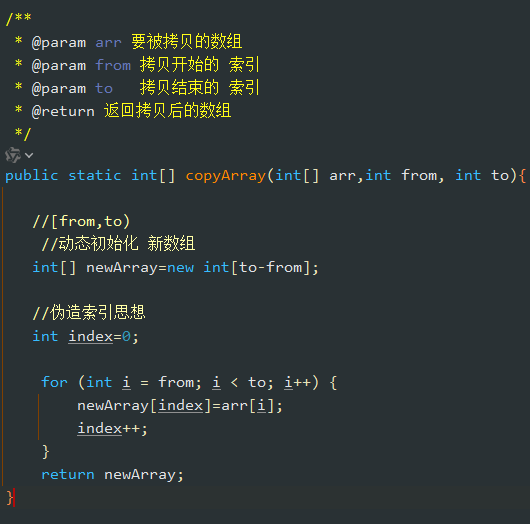 /**
 * @param arr 要被拷贝的数组
 * @param from 拷贝开始的 索引
 * @param to   拷贝结束的 索引
 * @return 返回拷贝后的数组
 */
public static int[] copyArray(int[] arr,int from, int to){
    //[from,to)
     //动态初始化 新数组
    int[] newArray=new int[to-from];
    //伪造索引思想
    int index=0;
     for (int i = from; i < to; i++) {
         newArray[index]=arr[i];
         index++;
     }
     return newArray;
}